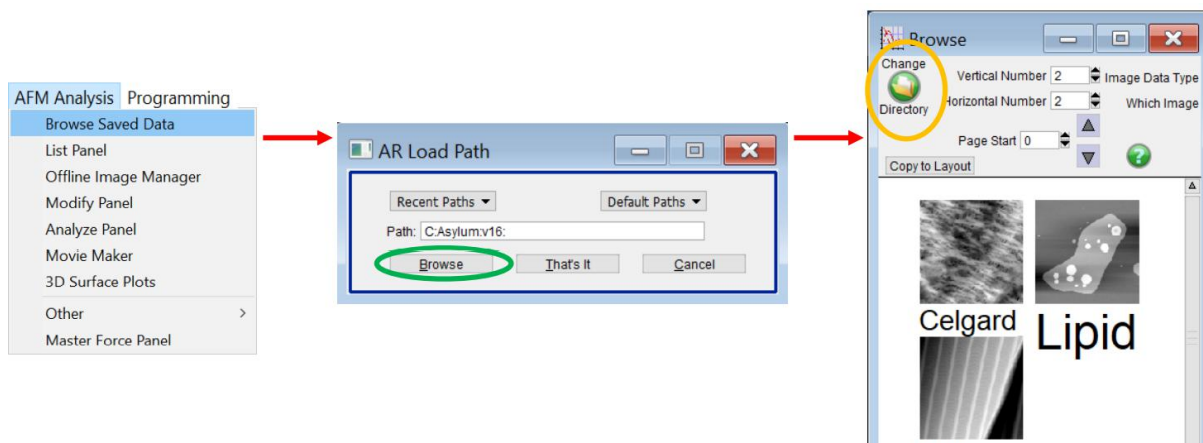 AFM Analysis Programming
Browse Saved Data
List Panel
Offline Image Manager
Modify Panel
Analyze Panel
Movie Maker
3D Surface Plots
Other >
Master Force Panel
AR Load Path
Recent Paths
Default Paths
Path: C:Asylum:v16:
Browse
That's It
Cancel
Browse
Change
Directory
Vertical Number 2
Image Data Type
Horizontal Number 2
Which Image
Page Start 0
Copy to Layout
Celgard
Lipid